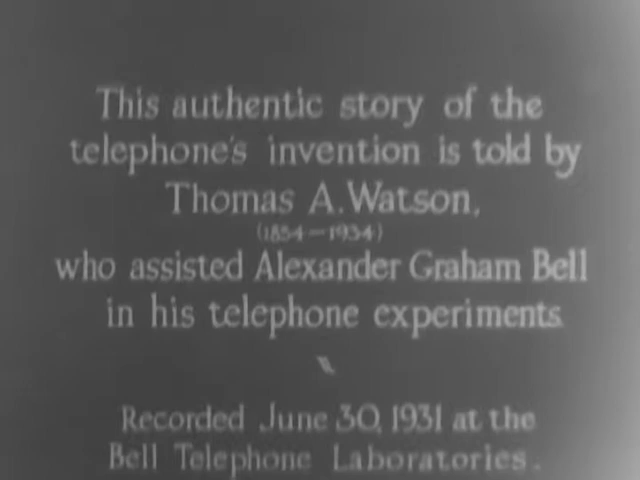 This authentic story of the
telephone's invention is told by
Thomas A. Watson,
(1854-1934)
who assisted Alexander Graham Bell
in his telephone experiments
Recorded June 30, 1931 at the
Bell Telephone Laboratories.